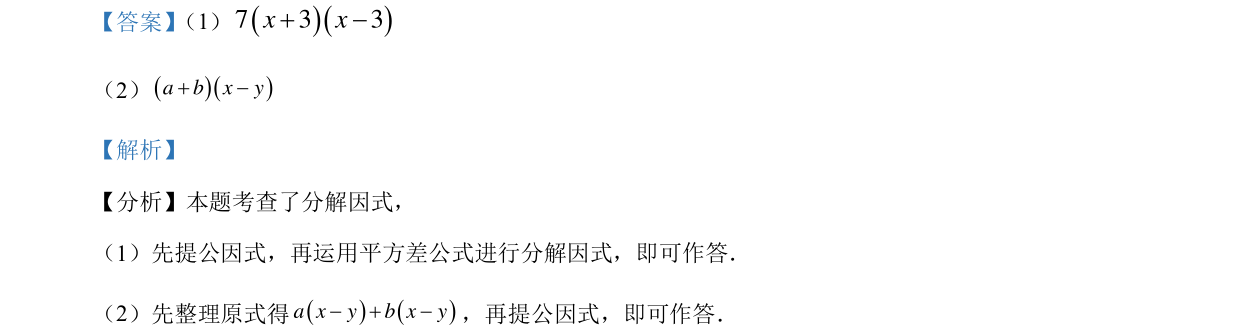 【答案】（1）7(x+3)(x−3)
（2）(a+b)(x−y)
【解析】
【分析】本题考查了分解因式，
（1）先提公因式，再运用平方差公式进行分解因式，即可作答．
（2）先整理原式得a(x−y)+b(x−y)，再提公因式，即可作答．